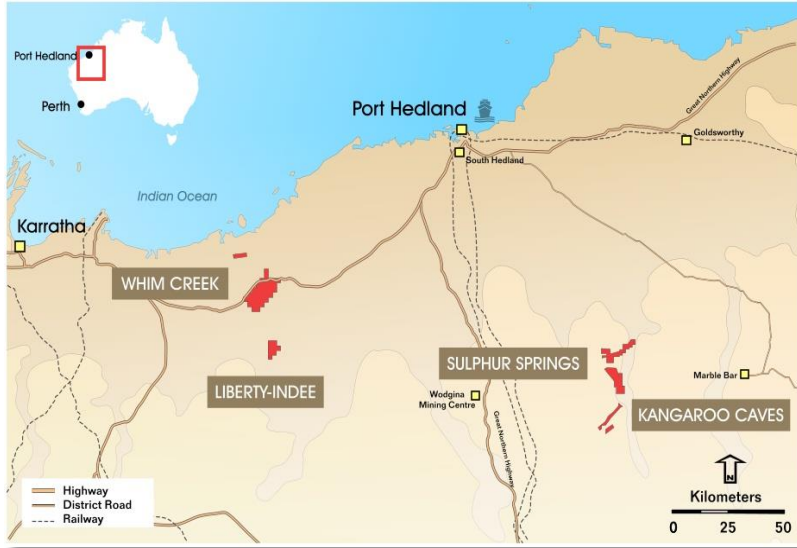 Port Hedland
Perth
Port Hedland
South Hedland
Great Northern Highway
Goldsworthy
Indian Ocean
Karratha
WHIM CREEK
LIBERTY-INDEE
SULPHUR SPRINGS
Marble Bar
Wodgina
Mining Centre
KANGAROO CAVES
Great Northern Highway
Highway
District Road
Railway
N
Kilometers
0 25 50